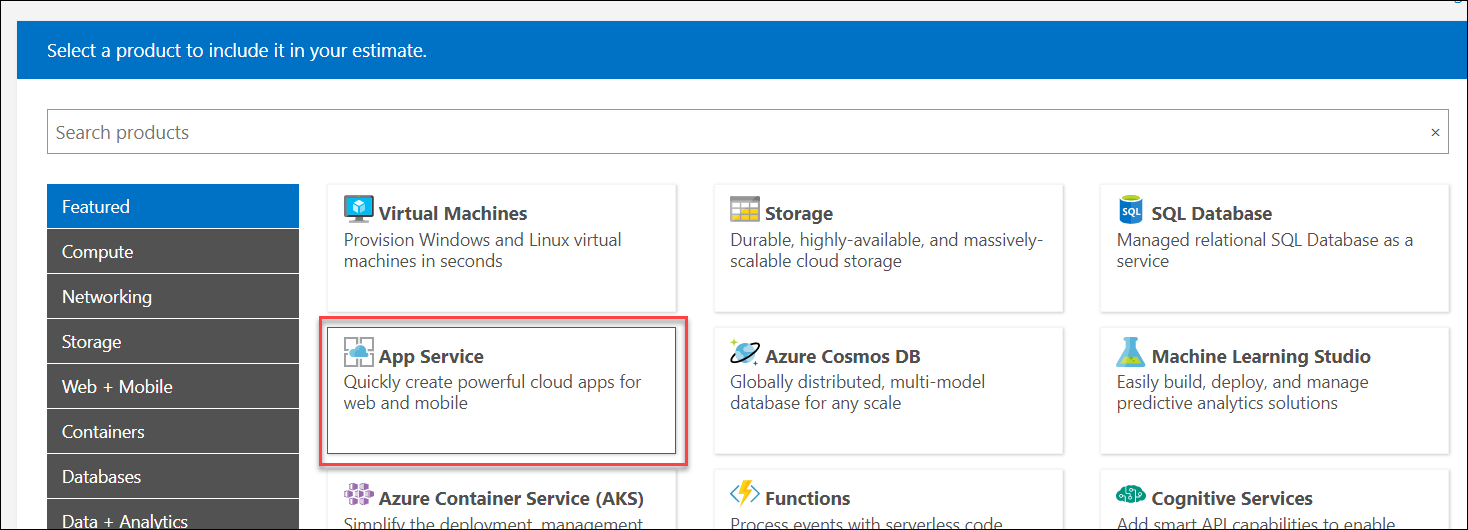 Select a product to include it in your estimate.
Search products
×
Featured
Compute
Networking
Storage
Web + Mobile
Containers
Databases
Data + Analytics
Virtual Machines
Provision Windows and Linux virtual
machines in seconds
Storage
Durable, highly-available, and massively-
scalable cloud storage
SQL
SQL Database
Managed relational SQL Database as a
service
App Service
Quickly create powerful cloud apps for
web and mobile
Azure Cosmos DB
Globally distributed, multi-model
database for any scale
Machine Learning Studio
Easily build, deploy, and manage
predictive analytics solutions
Azure Container Service (AKS)
Simplify the deployment, management
Functions
Process events with serverless code
Cognitive Services
Add smart API capabilities to enable